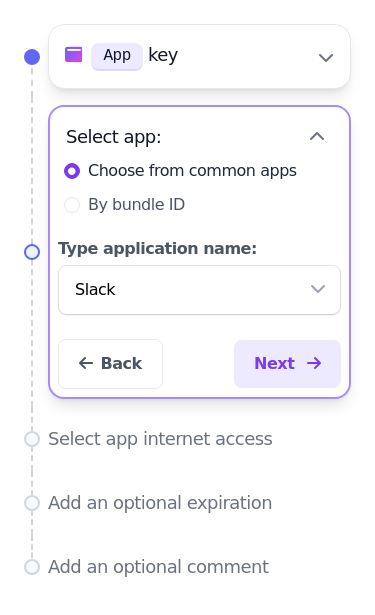 App key
Select app:
Choose from common apps
By bundle ID
Type application name:
Slack
← Back
Next →
Select app internet access
Add an optional expiration
Add an optional comment